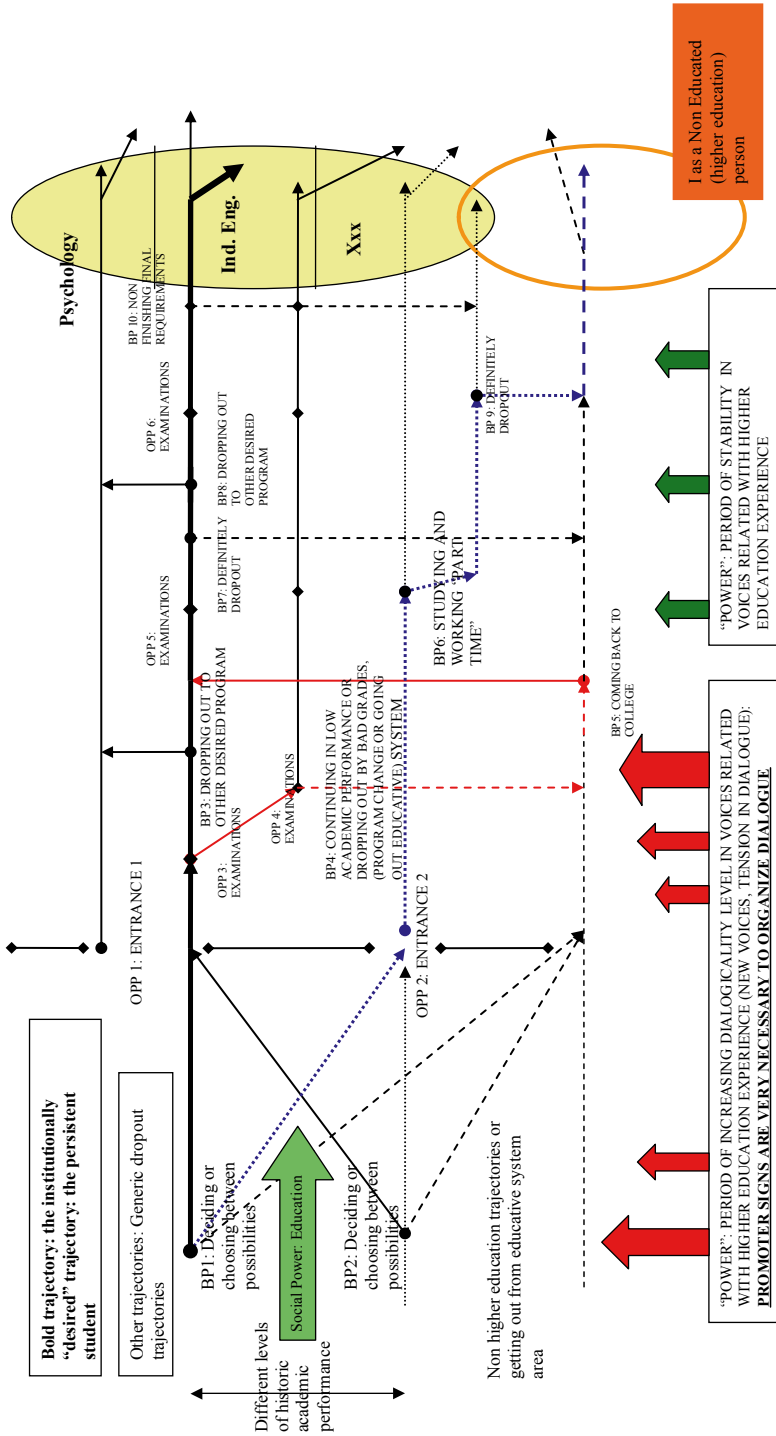 Bold trajectory: the institutionally
“desired” trajectory: the persistent
student
Other trajectories: Generic dropout
trajectories
Different levels
of historic
academic
performance
BP1: Deciding or
choosing between
possibilities
Social Power: Education
BP2: Deciding or
choosing between
possibilities
Non higher education trajectories or
getting out from educative system
area
OPP 1: ENTRANCE 1
OPP 2: ENTRANCE 2
OPP 3:
EXAMINATIONS
BP3: DROPPING OUT TO
OTHER DESIRED PROGRAM
OPP 4:
EXAMINATIONS
BP4: CONTINUING IN LOW
ACADEMIC PERFORMANCE OR
DROPPING OUT BY BAD GRADES,
(PROGRAM CHANGE OR GOING
OUT EDUCATIVE) SYSTEM
BP5: COMING BACK TO
COLLEGE
OPP 5:
EXAMINATIONS
BP6: STUDYING AND
WORKING “PART
TIME”
BP7: DEFINITELY
DROP OUT
BP8: DROPPING OUT
TO
OTHER DESIRED
PROGRAM
OPP 6:
EXAMINATIONS
BP 9: DEFINITELY
DROPOUT
BP 10: NON
FINISHING FINAL
REQUIREMENTS
Psychology
Ind. Eng.
Xxx
I as a Non Educated
(higher education)
person
“POWER”: PERIOD OF INCREASING DIALOGICALITY LEVEL IN VOICES RELATED
WITH HIGHER EDUCATION EXPERIENCE (NEW VOICES, TENSION IN DIALOGUE):
PROMOTER SIGNS ARE VERY NECESSARY TO ORGANIZE DIALOGUE
“POWER”: PERIOD OF STABILITY IN
VOICES RELATED WITH HIGHER
EDUCATION EXPERIENCE